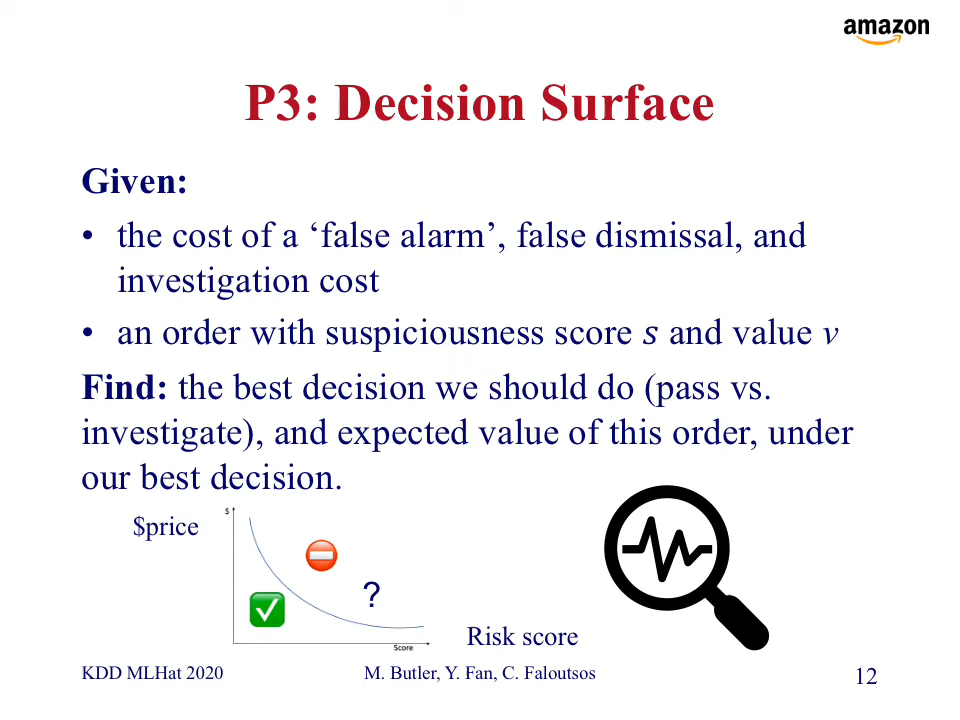 amazon
P3: Decision Surface
Given:
• the cost of a ‘false alarm’, false dismissal, and
investigation cost
• an order with suspiciousness score s and value v
Find: the best decision we should do (pass vs.
investigate), and expected value of this order, under
our best decision.
$price
$
?
Score
Risk score
KDD MLHat 2020
M. Butler, Y. Fan, C. Faloutsos
12